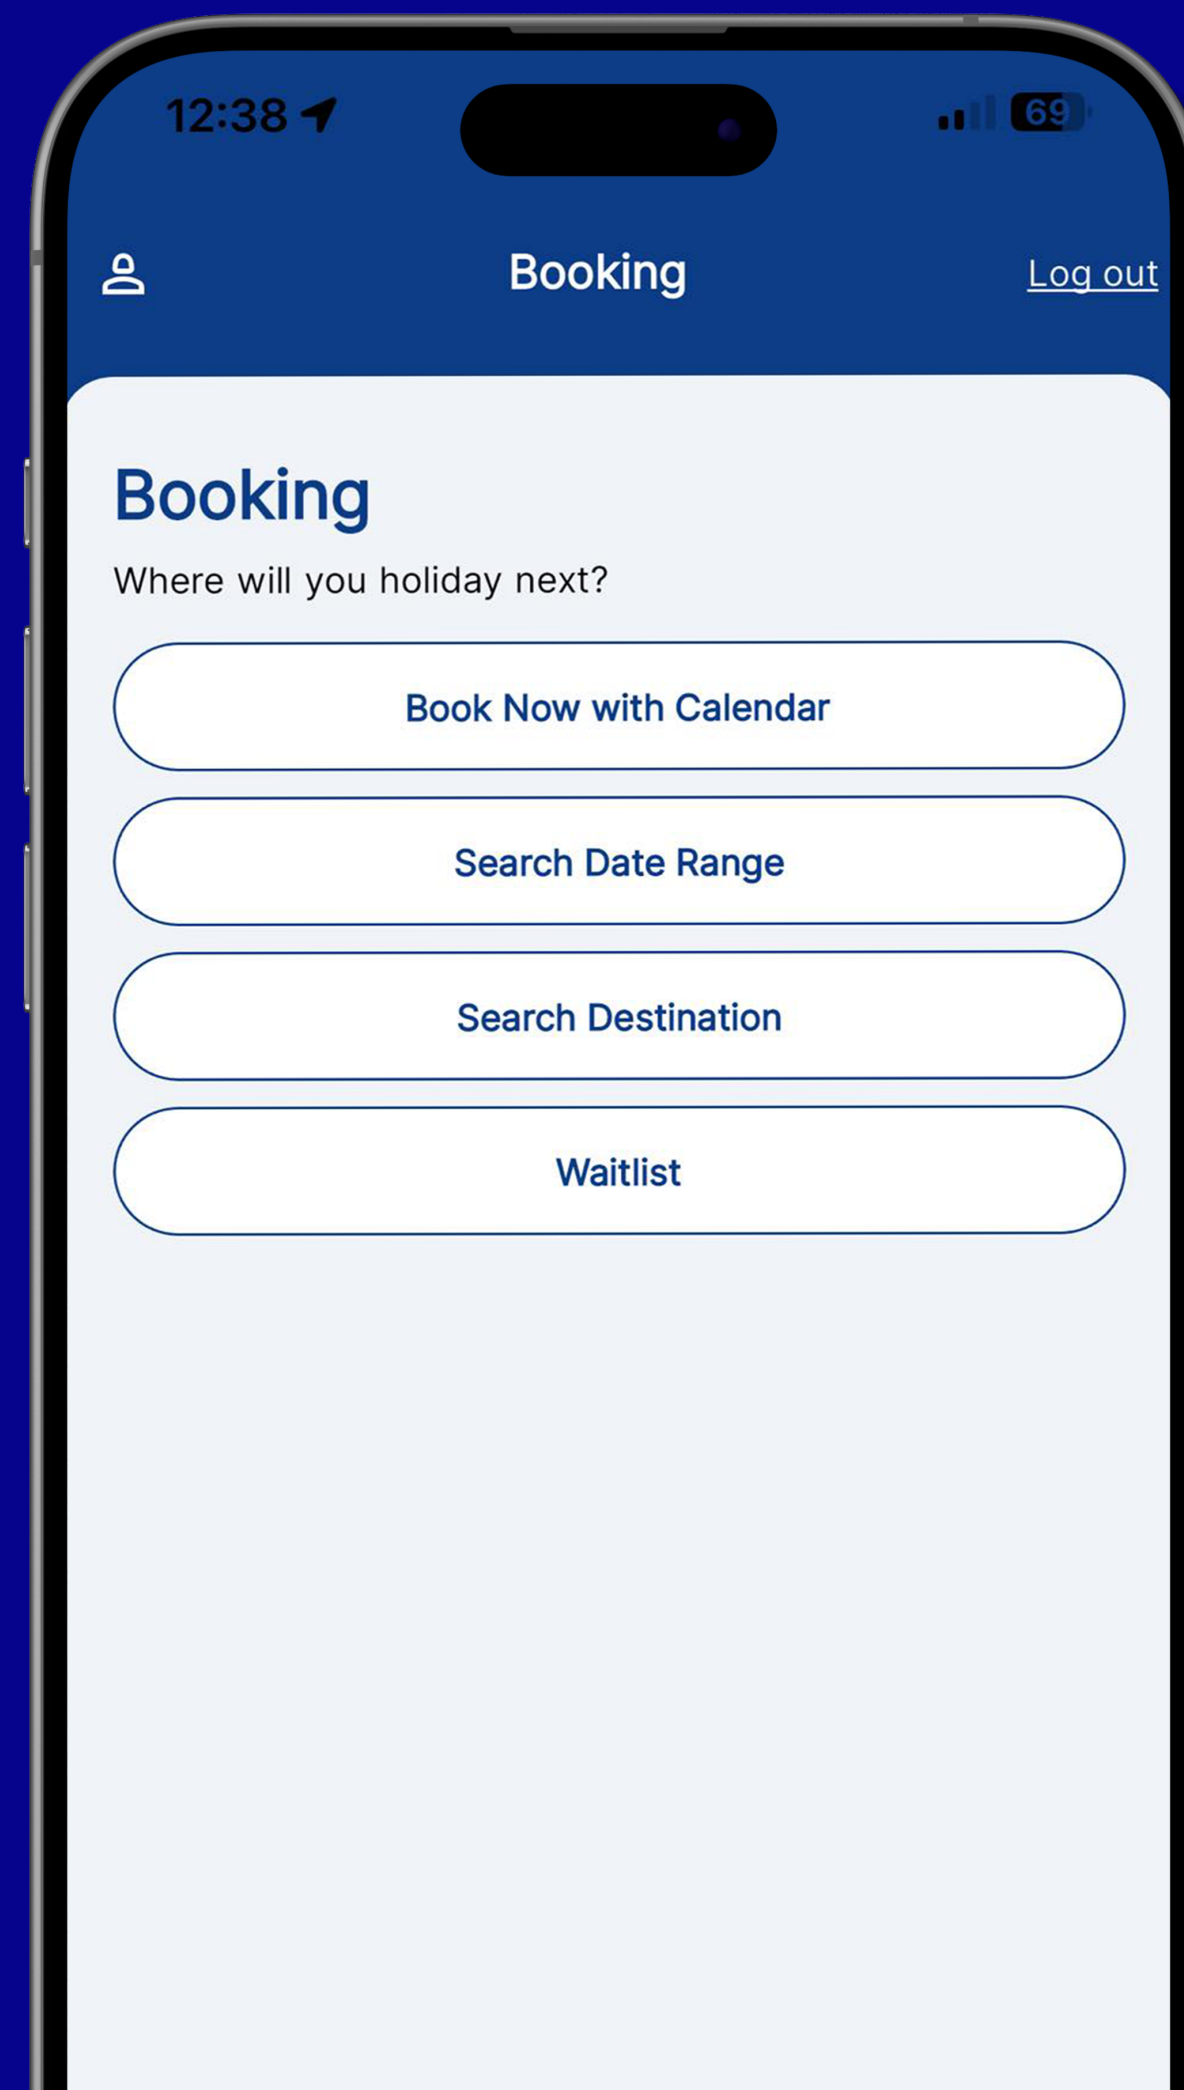 12:38
69
Booking
Log out
Booking
Where will you holiday next?
Book Now with Calendar
Search Date Range
Search Destination
Waitlist